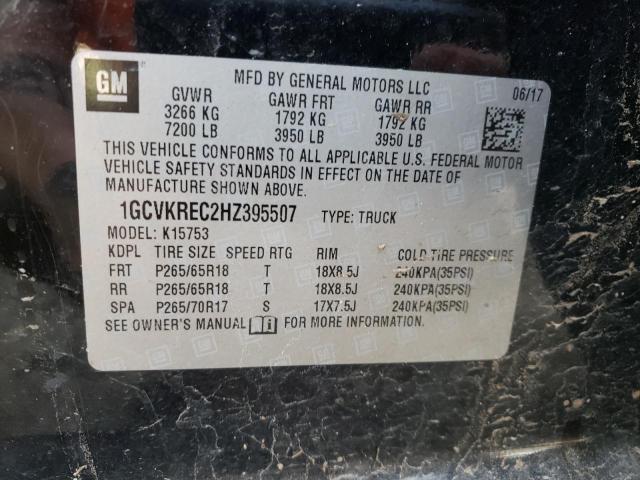 GM
MFD BY GENERAL MOTORS LLC
06/17
GVWR GAWR FRT GAWR RR
3266 KG 1792 KG 1792 KG
7200 LB 3950 LB 3950 LB
THIS VEHICLE CONFORMS TO ALL APPLICABLE U.S. FEDERAL MOTOR
VEHICLE SAFETY STANDARDS IN EFFECT ON THE DATE OF
MANUFACTURE SHOWN ABOVE.
1GCVKREC2HZ395507 TYPE: TRUCK
MODEL: K15753
KDPL TIRE SIZE SPEED RTG RIM COLD TIRE PRESSURE
FRT P265/65R18 T 18X8.5J 240KPA(35PSI)
RR P265/65R18 T 18X8.5J 240KPA(35PSI)
SPA P265/70R17 S 17X7.5J 240KPA(35PSI)
SEE OWNER'S MANUAL FOR MORE INFORMATION.